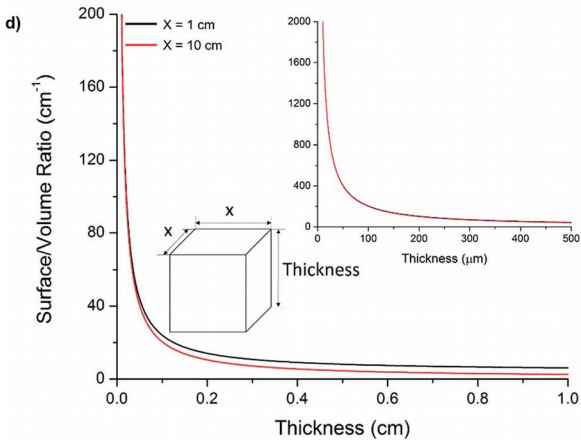 d)
X = 1 cm
X = 10 cm
Surface/Volume Ratio (cm⁻¹)
200
160
120
80
40
0
0.0 0.2 0.4 0.6 0.8 1.0
Thickness (cm)
X
X
Thickness
2000
1600
1200
800
400
0
0 100 200 300 400 500
Thickness (μm)